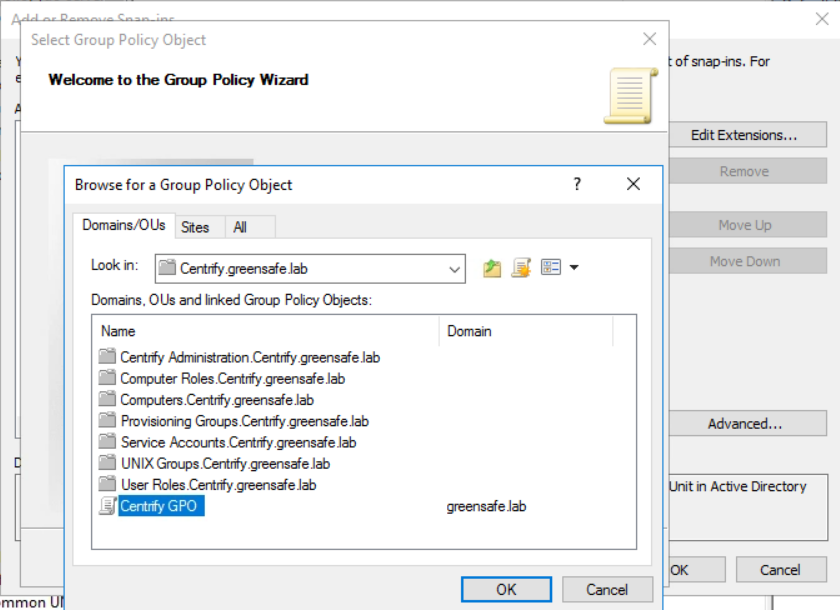 Add or Remove Snap-ins
Select Group Policy Object
t of snap-ins. For
Welcome to the Group Policy Wizard
Edit Extensions...
Remove
Browse for a Group Policy Object
?
Domains/OUs Sites All
Move Up
Look in: Centrify.greensafe.lab
Move Down
Domains, OUs and linked Group Policy Objects:
Name Domain
Centrify Administration.Centrify.greensafe.lab
Computer Roles.Centrify.greensafe.lab
Computers.Centrify.greensafe.lab
Provisioning Groups.Centrify.greensafe.lab
Advanced...
Service Accounts.Centrify.greensafe.lab
UNIX Groups.Centrify.greensafe.lab
User Roles.Centrify.greensafe.lab
Unit in Active Directory
Centrify GPO greensafe.lab
OK Cancel
OK Cancel
mmon UN